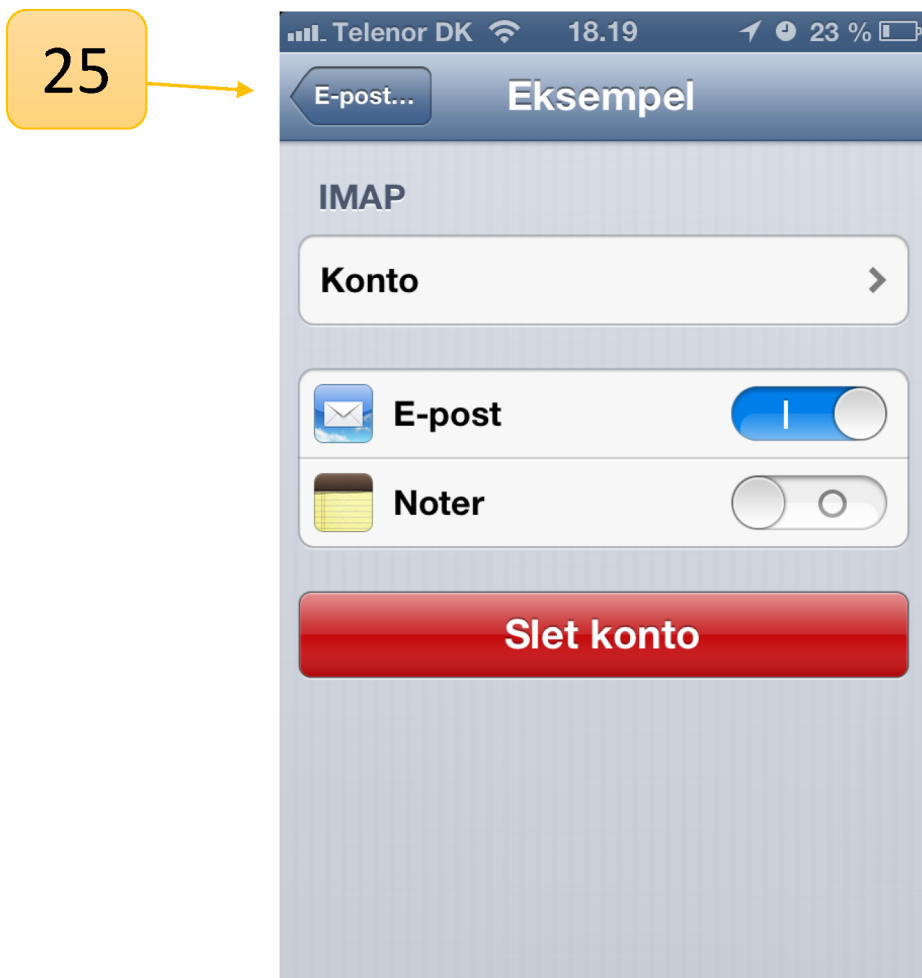 25
Telenor DK 18.19 23 %
E-post... Eksempel
IMAP
Konto
E-post
Noter
Slet konto